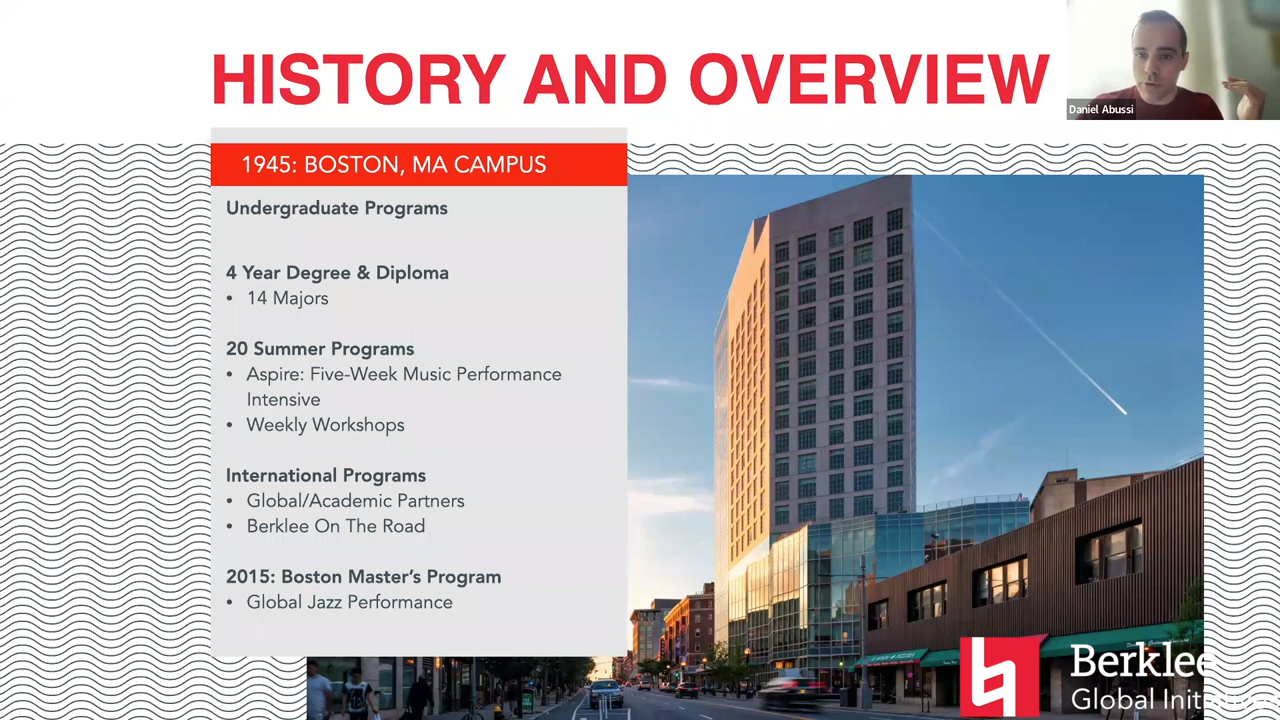 HISTORY AND OVERVIEW
Daniel Abussi
1945: BOSTON, MA CAMPUS
Undergraduate Programs
4 Year Degree & Diploma
• 14 Majors
20 Summer Programs
• Aspire: Five-Week Music Performance
Intensive
• Weekly Workshops
International Programs
• Global/Academic Partners
• Berklee On The Road
2015: Boston Master’s Program
• Global Jazz Performance
Berklee
Global